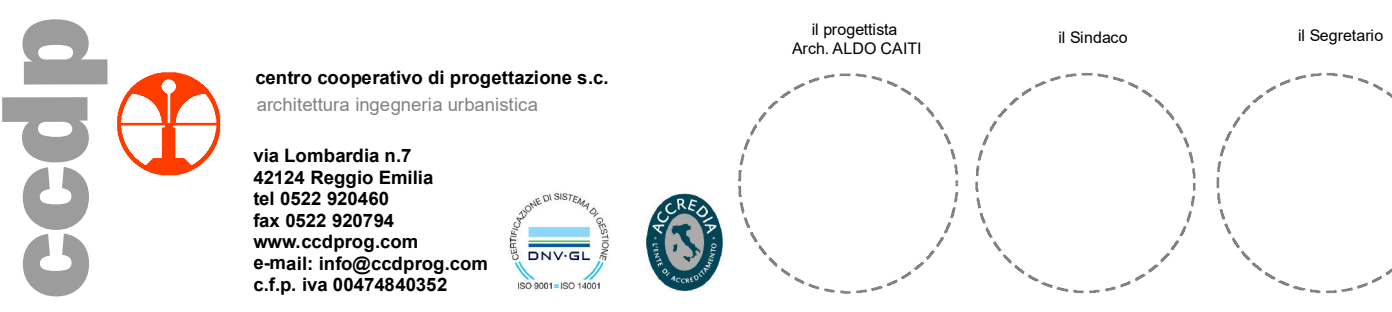 ccdp
centro cooperativo di progettazione s.c.
architettura ingegneria urbanistica
via Lombardia n.7
42124 Reggio Emilia
tel 0522 920460
fax 0522 920794
www.ccdprog.com
e-mail: info@ccdprog.com
c.f.p. iva 00474840352
CERTIFICAZIONE DI SISTEMA DI GESTIONE
DNV·GL
ISO 9001=ISO 14001
ACCREDIA
L'ENTE DI ACCREDITAMENTO
il progettista
Arch. ALDO CAITI
il Sindaco
il Segretario